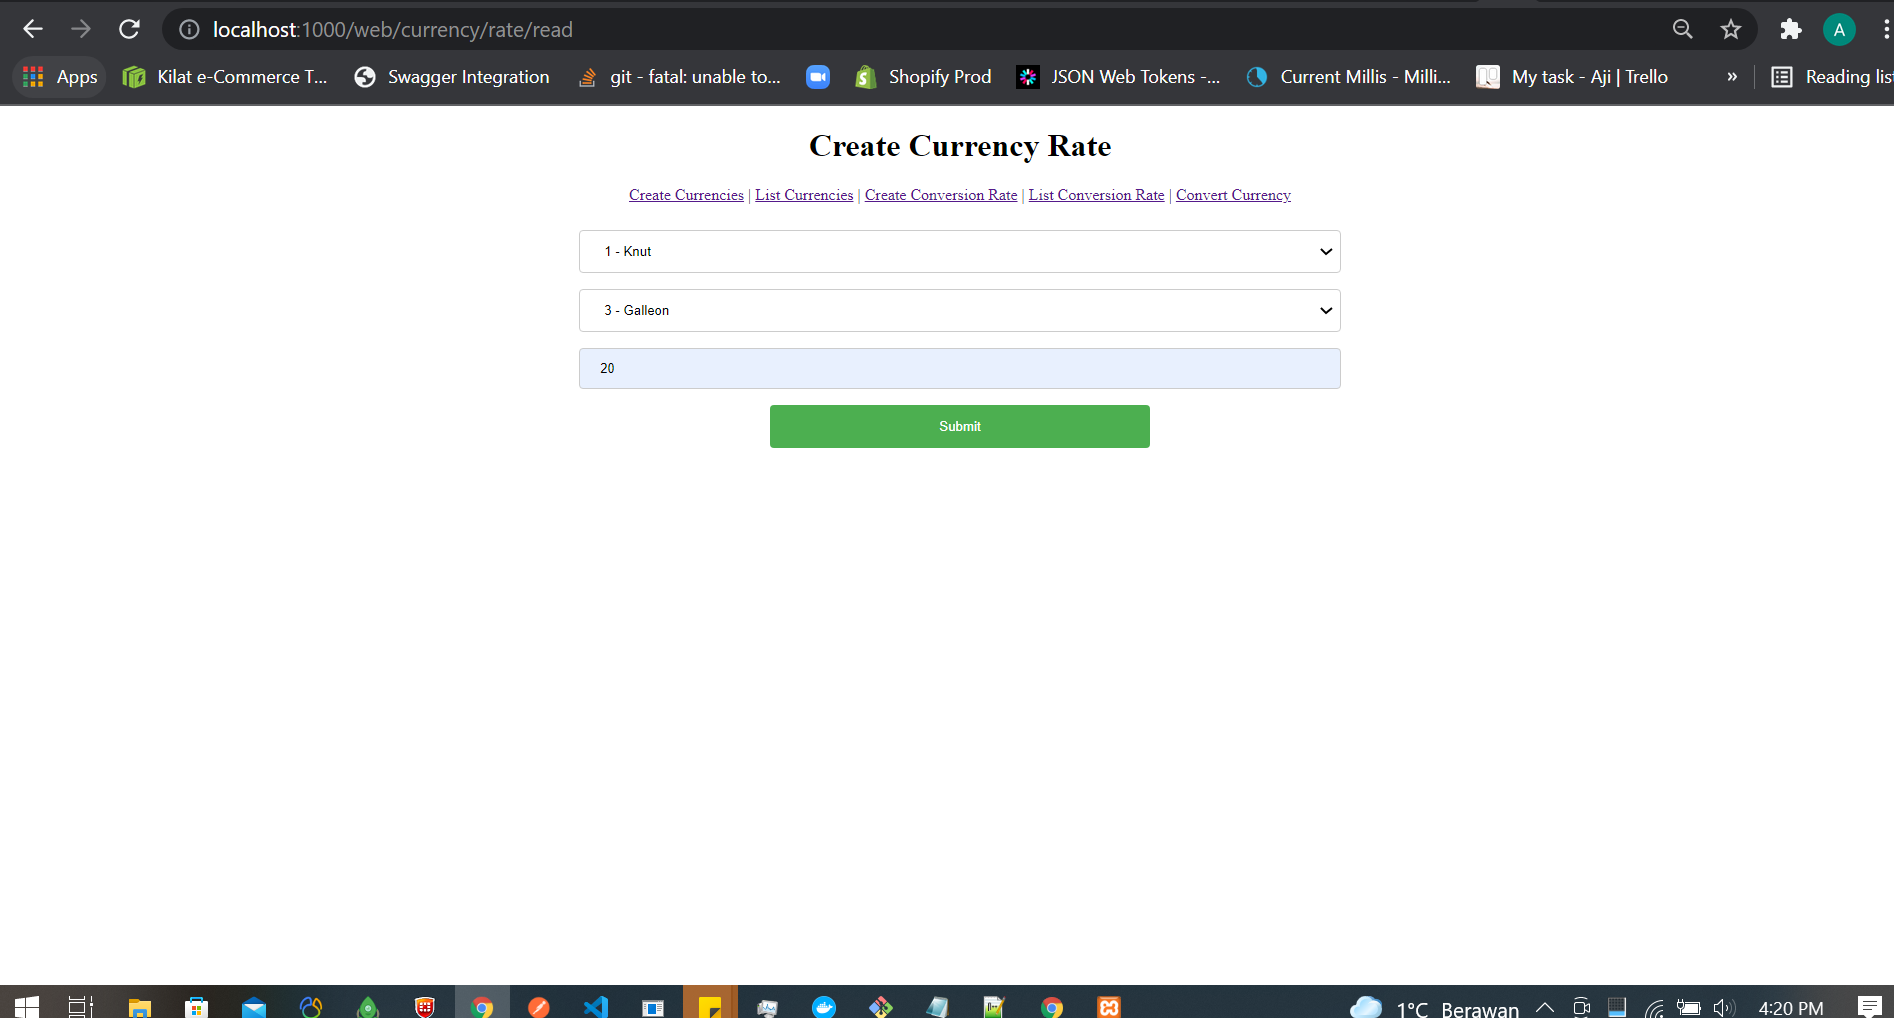 localhost:1000/web/currency/rate/read
A
Apps Kilat e-Commerce T... Swagger Integration git - fatal: unable to... Shopify Prod JSON Web Tokens -... Current Millis - Milli... My task - Aji | Trello » Reading list
Create Currency Rate
Create Currencies | List Currencies | Create Conversion Rate | List Conversion Rate | Convert Currency
1 - Knut
3 - Galleon
20
Submit
1°C Berawan 4:20 PM